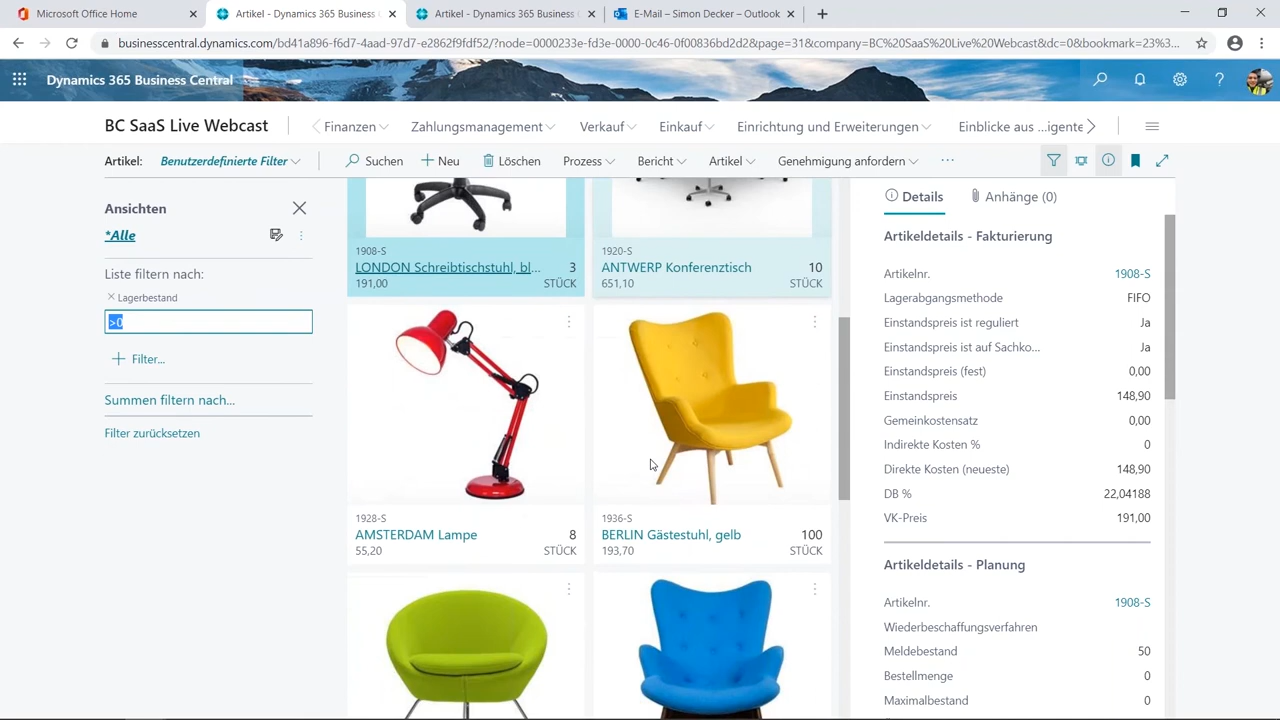 Microsoft Office Home
Artikel - Dynamics 365 Business C
Artikel - Dynamics 365 Business C
E-Mail – Simon Decker – Outlook
businesscentral.dynamics.com/bd41a896-f6d7-4aad-97d7-e2862f9fdf52/?node=0000233e-fd3e-0000-0c46-0f00836bd2d2&page=31&company=BC%20SaaS%20Live%20Webcast&dc=0&bookmark=23%3...
Dynamics 365 Business Central
BC SaaS Live Webcast
Finanzen
Zahlungsmanagement
Verkauf
Einkauf
Einrichtung und Erweiterungen
Einblicke aus ...igente
Artikel:
Benutzerdefinierte Filter
Suchen
Neu
Löschen
Prozess
Bericht
Artikel
Genehmigung anfordern
...
Ansichten
*Alle
Liste filtern nach:
× Lagerbestand
>0
+ Filter...
Summen filtern nach...
Filter zurücksetzen
1908-S
LONDON Schreibtischstuhl, bl... 3
191,00 STÜCK
1920-S
ANTWERP Konferenztisch 10
651,10 STÜCK
1928-S
AMSTERDAM Lampe 8
55,20 STÜCK
1936-S
BERLIN Gästestuhl, gelb 100
193,70 STÜCK
Details
Anhänge (0)
Artikeldetails - Fakturierung
Artikelnr. 1908-S
Lagerabgangsmethode FIFO
Einstandspreis ist reguliert Ja
Einstandspreis ist auf Sachko... Ja
Einstandspreis (fest) 0,00
Einstandspreis 148,90
Gemeinkostensatz 0,00
Indirekte Kosten % 0
Direkte Kosten (neueste) 148,90
DB % 22,04188
VK-Preis 191,00
Artikeldetails - Planung
Artikelnr. 1908-S
Wiederbeschaffungsverfahren
Meldebestand 50
Bestellmenge 0
Maximalbestand 0